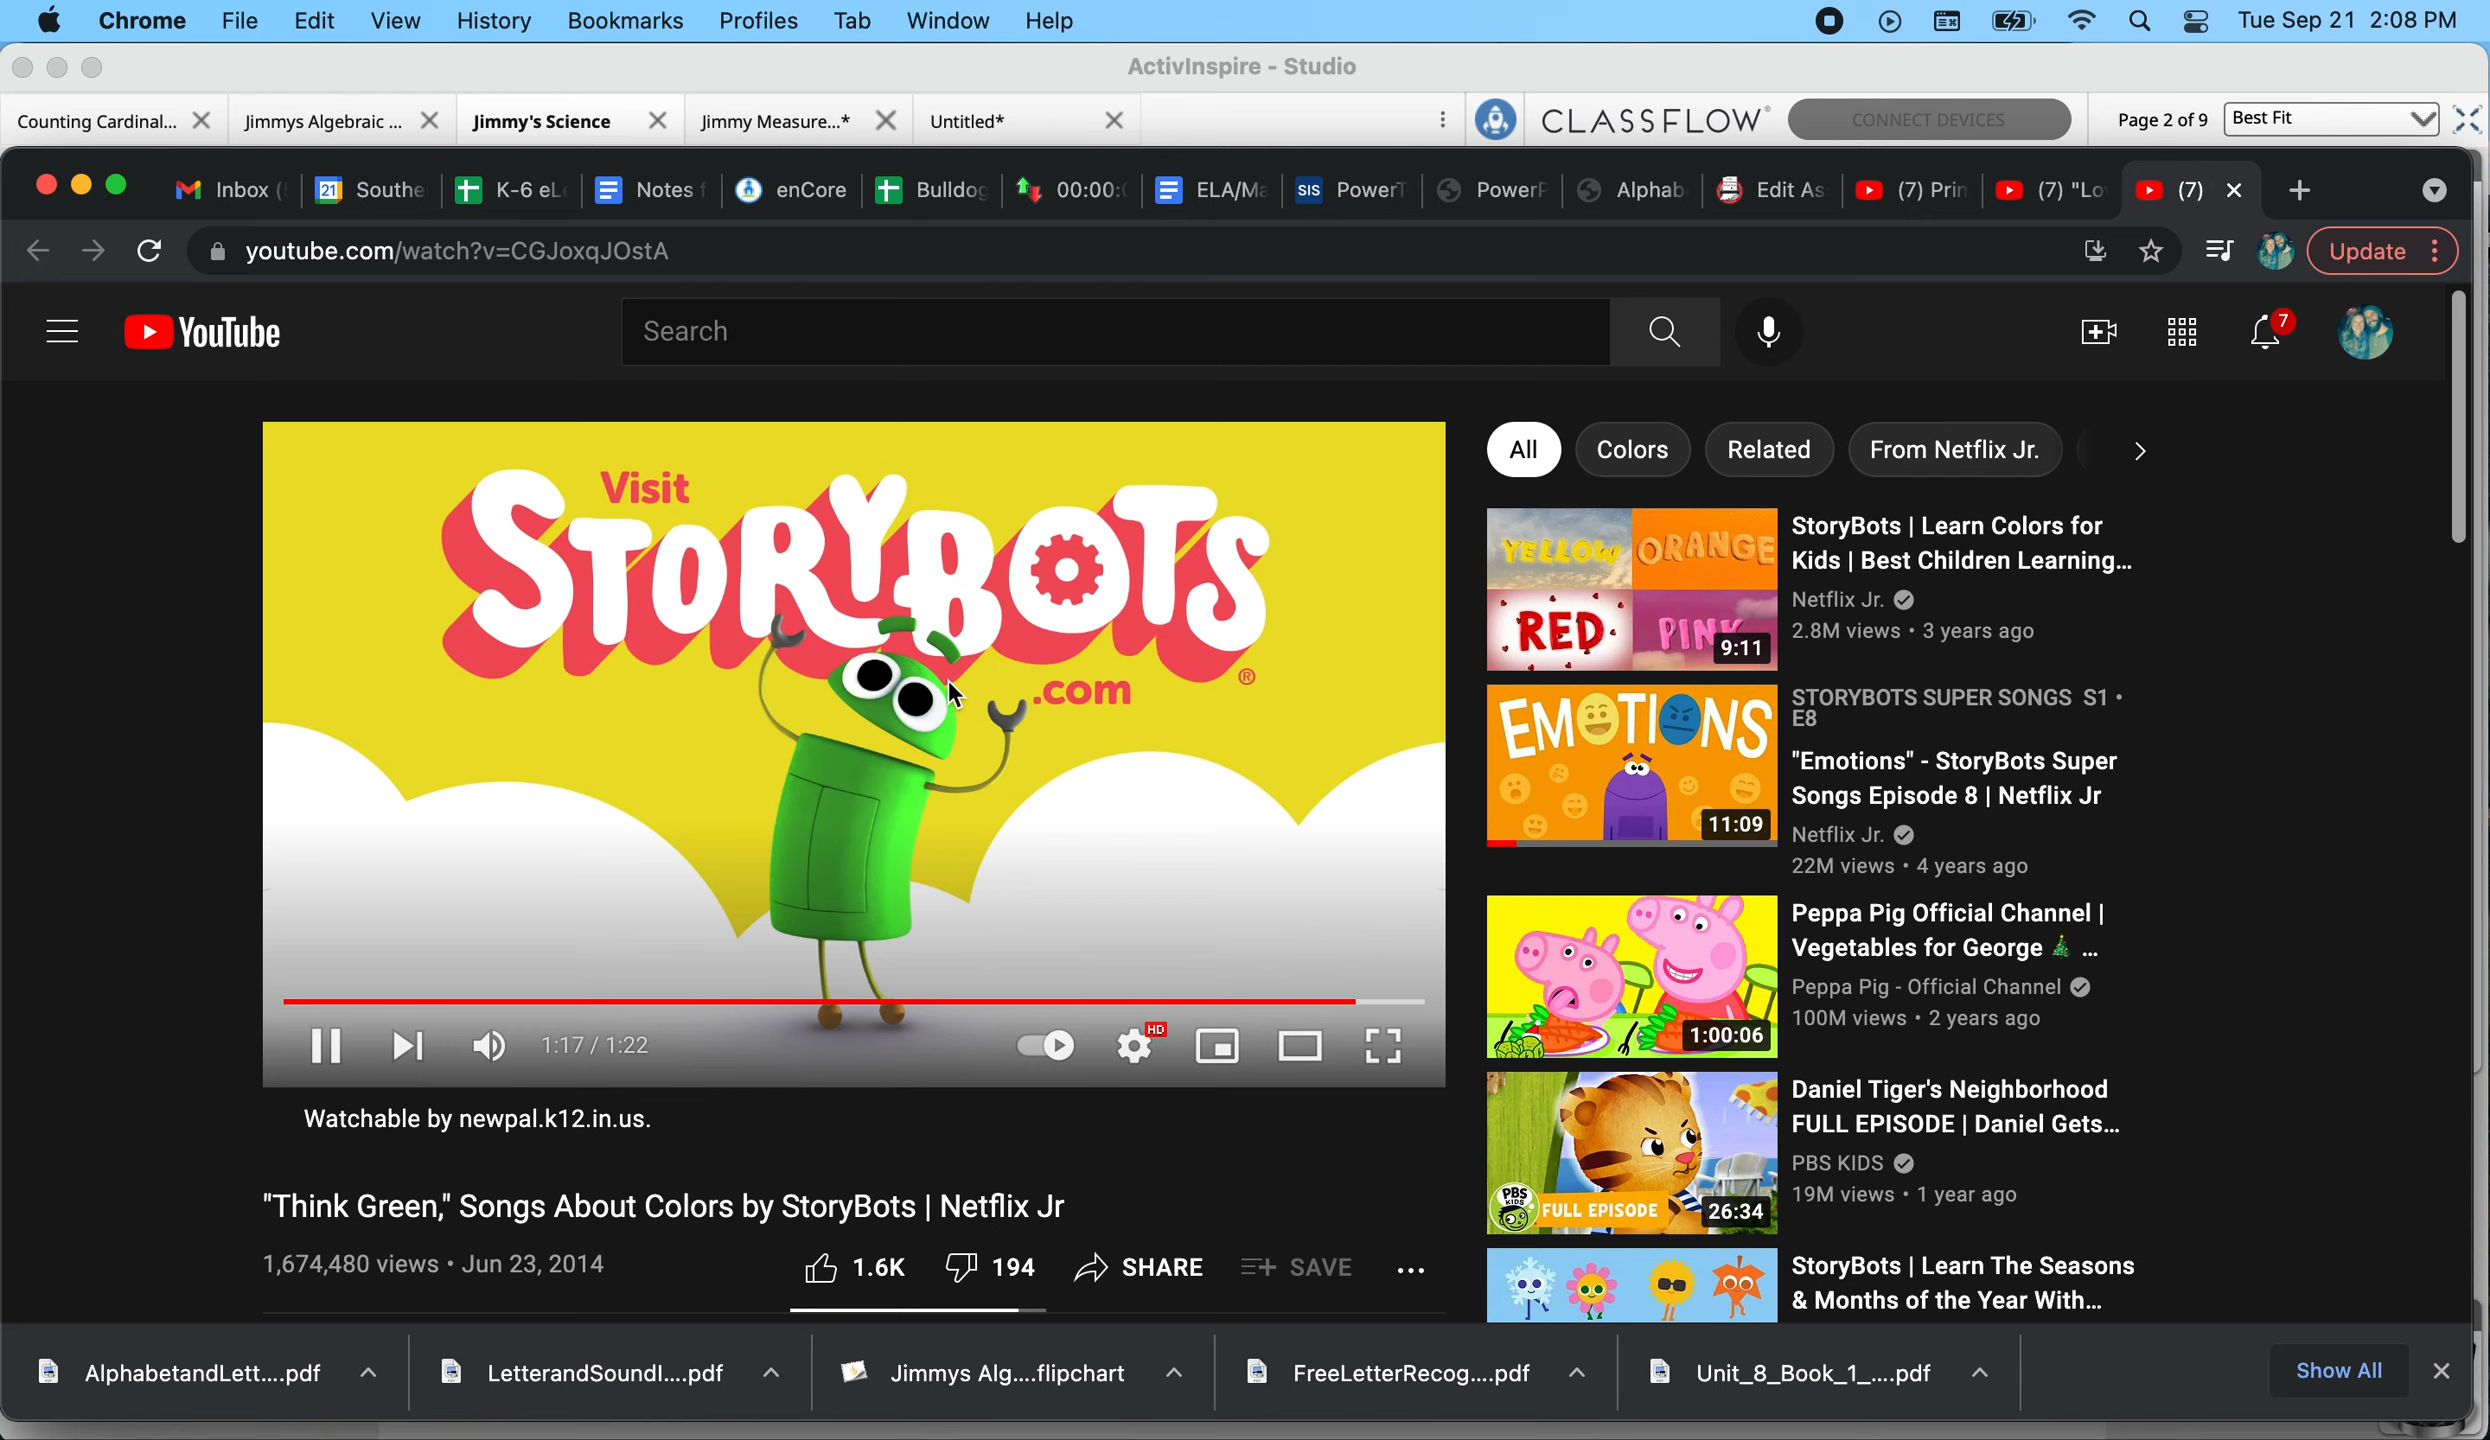 Chrome File Edit View History Bookmarks Profiles Tab Window Help Tue Sep 21 2:08 PM
ActivInspire - Studio
Counting Cardinal... Jimmys Algebraic ... Jimmy's Science Jimmy Measure...* Untitled* CLASSFLOW CONNECT DEVICES Page 2 of 9 Best Fit
Inbox ( 21 Southe K-6 eLe Notes f enCore Bulldog 00:00:0 ELA/Ma SIS PowerT PowerP Alphab Edit As (7) Prin (7) "Lo (7)
youtube.com/watch?v=CGJoxqJOstA Update
YouTube Search 7
Visit
STORYBOTS®
.com
1:17 / 1:22 HD
Watchable by newpal.k12.in.us.
"Think Green," Songs About Colors by StoryBots | Netflix Jr
1,674,480 views • Jun 23, 2014 1.6K 194 SHARE SAVE
All Colors Related From Netflix Jr.
YELLOW ORANGE
RED PINK
9:11
StoryBots | Learn Colors for
Kids | Best Children Learning...
Netflix Jr.
2.8M views • 3 years ago
EMOTIONS
11:09
STORYBOTS SUPER SONGS S1 •
E8
"Emotions" - StoryBots Super
Songs Episode 8 | Netflix Jr
Netflix Jr.
22M views • 4 years ago
1:00:06
Peppa Pig Official Channel |
Vegetables for George 🎄 ...
Peppa Pig - Official Channel
100M views • 2 years ago
PBS
KIDS
FULL EPISODE
26:34
Daniel Tiger's Neighborhood
FULL EPISODE | Daniel Gets...
PBS KIDS
19M views • 1 year ago
StoryBots | Learn The Seasons
& Months of the Year With...
AlphabetandLett....pdf LetterandSoundI....pdf Jimmys Alg....flipchart FreeLetterRecog....pdf Unit_8_Book_1_....pdf Show All